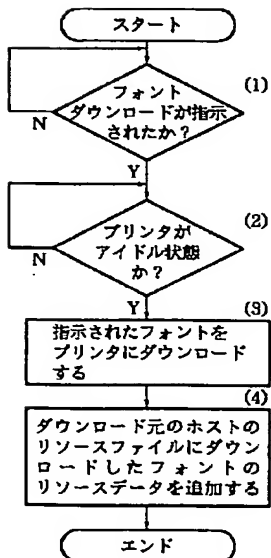 スタート
フォント
ダウンロードが指示
されたか？
(1)
N
Y
プリンタが
アイドル状態
か？
(2)
N
Y
(3)
指示されたフォントを
プリンタにダウンロード
する
(4)
ダウンロード元のホストの
リソースファイルにダウン
ロードしたフォントの
リソースデータを追加する
エンド